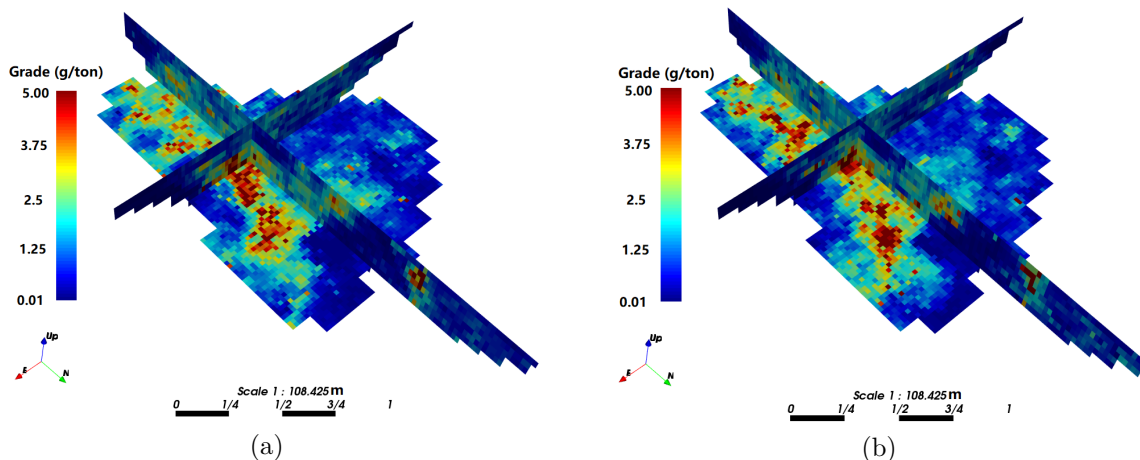 Grade (g/ton)
5.00
3.75
2.5
1.25
0.01
Up
E
N
Scale 1 : 108.425 m
0 1/4 1/2 3/4 1
(a)
Grade (g/ton)
5.00
3.75
2.5
1.25
0.01
Up
E
N
Scale 1 : 108.425 m
0 1/4 1/2 3/4 1
(b)